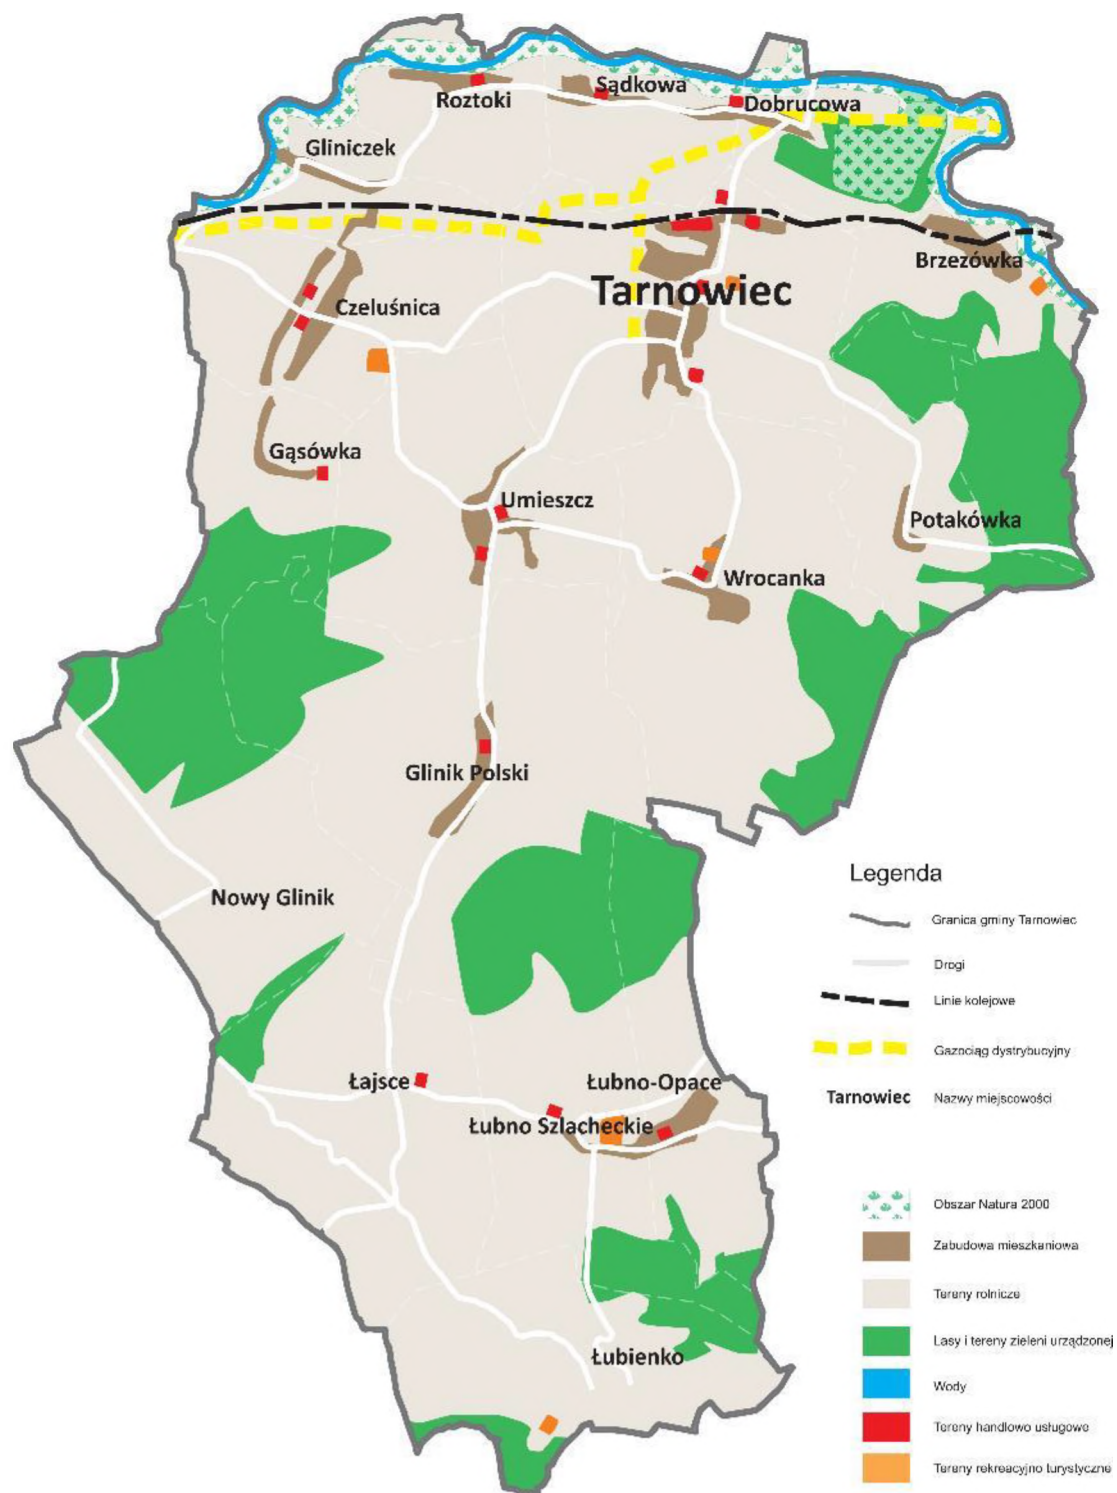 Sądkowa
Roztoki
Dobrucowa
Gliniczek
Brzezówka
Tarnowiec
Czeluśnica
Gąsówka
Umieszcz
Potakówka
Wrocanka
Glinik Polski
Nowy Glinik
Łajsce
Łubno-Opace
Łubno Szlacheckie
Łubienko
Legenda
Granica gminy Tarnowiec
Drogi
Linie kolejowe
Gazociąg dystrybucyjny
Tarnowiec Nazwy miejscowości
Obszar Natura 2000
Zabudowa mieszkaniowa
Tereny rolnicze
Lasy i tereny zieleni urządzonej
Wody
Tereny handlowo usługowe
Tereny rekreacyjno turystyczne